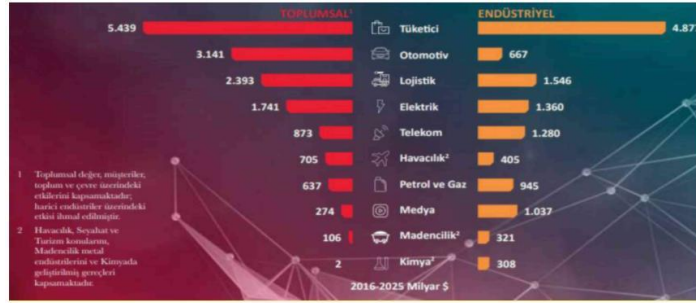 TOPLUMSAL¹ ENDÜSTRİYEL
5.439 Tüketici 4.87
3.141 Otomotiv 667
2.393 Lojistik 1.546
1.741 Elektrik 1.360
873 Telekom 1.280
705 Havacılık² 405
637 Petrol ve Gaz 945
274 Medya 1.037
106 Madencilik² 321
2 Kimya² 308
2016-2025 Milyar $
1 Toplumsal değer, müşteriler,
toplum ve çevre üzerindeki
etkilerini kapsamaktadır;
harici endüstriler üzerindeki
etkisi ihmal edilmiştir.
2 Havacılık, Seyahat ve
Turizm konularını,
Madencilik metal
endüstrilerini ve Kimyada
geliştirilmiş gereçleri
kapsamaktadır.